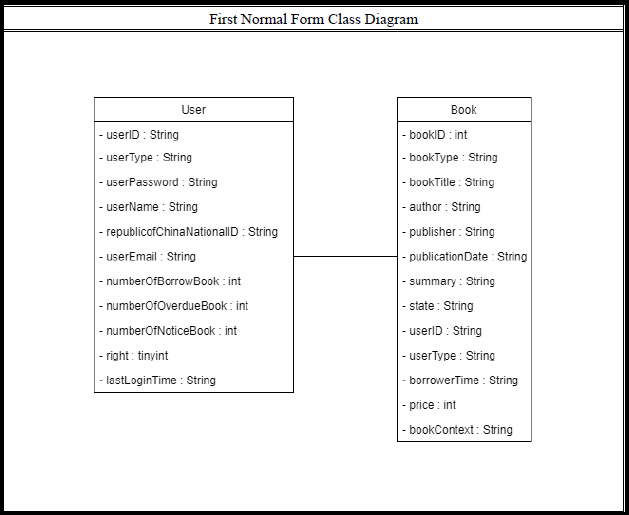 First Normal Form Class Diagram
User
- userID : String
- userType : String
- userPassword : String
- userName : String
- republicofChinaNationalID : String
- userEmail : String
- numberOfBorrowBook : int
- numberOfOverdueBook : int
- numberOfNoticeBook : int
- right : tinyint
- lastLoginTime : String
Book
- bookID : int
- bookType : String
- bookTitle : String
- author : String
- publisher : String
- publicationDate : String
- summary : String
- state : String
- userID : String
- userType : String
- borrowerTime : String
- price : int
- bookContext : String